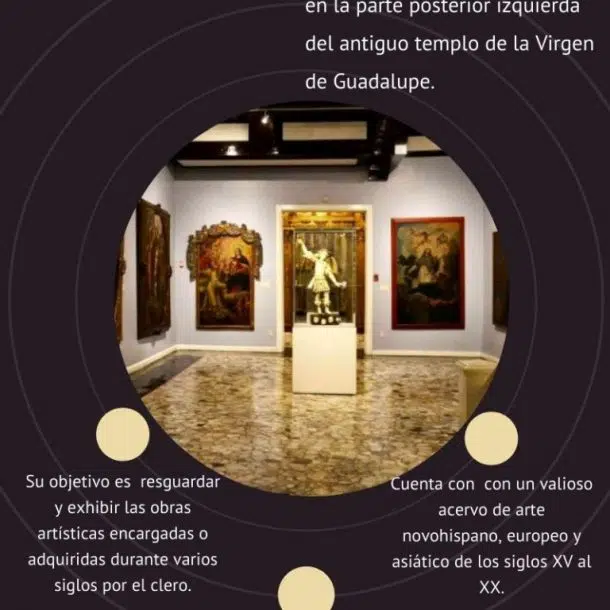 en la parte posterior izquierda
del antiguo templo de la Virgen
de Guadalupe.
Su objetivo es  resguardar
y exhibir las obras
artísticas encargadas o
adquiridas durante varios
siglos por el clero.
Cuenta con  con un valioso
acervo de arte
novohispano, europeo y
asiático de los siglos XV al
XX.